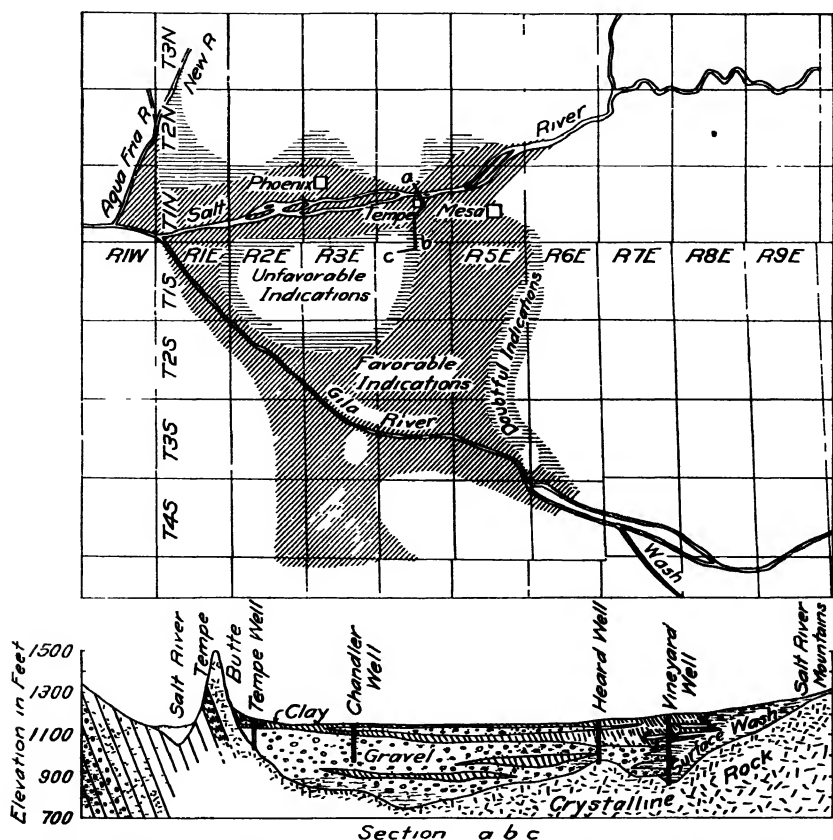 T3N
New R
Aqua Fria R
T2N
T1N
River
a
Phoenix
Salt
Tempe
Mesa
b
c
R1W R1E R2E R3E R5E R6E R7E R8E R9E
Unfavorable
Indications
T1S
T2S
Favorable
Indications
Doubtful Indications
Gila River
T3S
T4S
Wash
Elevation in Feet
1500
1300
1100
900
700
Salt River
Tempe
Butte
Tempe Well
Chandler
Well
Heard Well
Vineyard
Well
Salt River
Mountains
Clay
Gravel
Surface Wash
Crystalline Rock
Section a b c